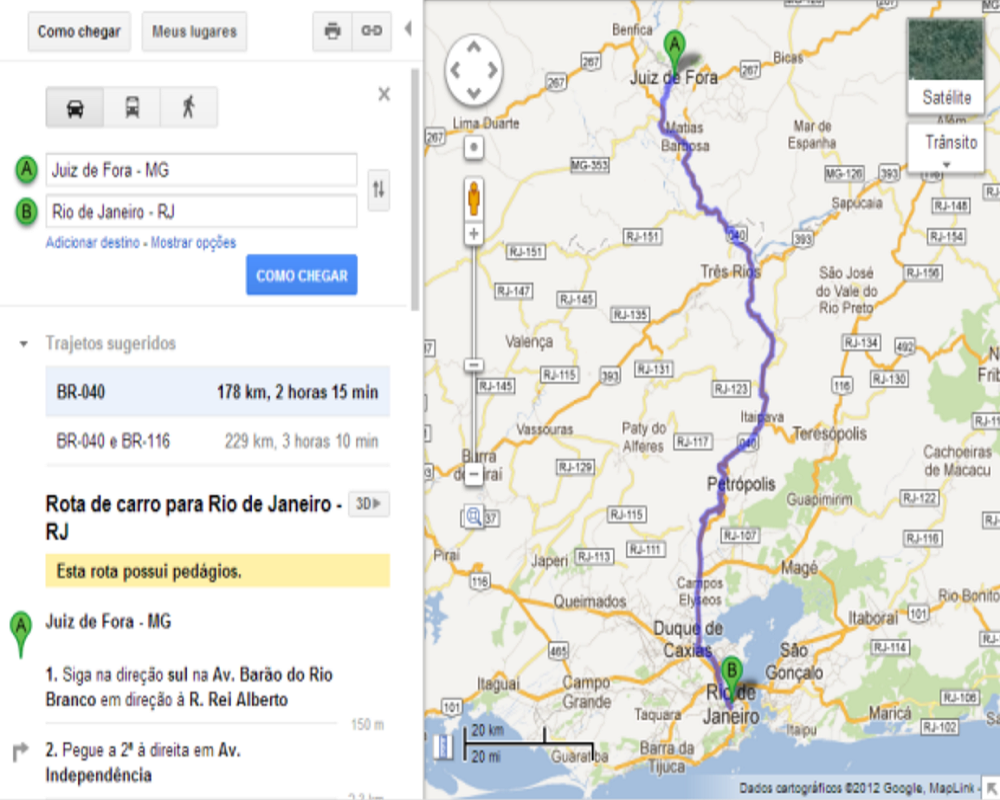 Como chegar
Meus lugares
A
Juiz de Fora - MG
B
Rio de Janeiro - RJ
Adicionar destino - Mostrar opções
COMO CHEGAR
Trajetos sugeridos
BR-040 178 km, 2 horas 15 min
BR-040 e BR-116 229 km, 3 horas 10 min
Rota de carro para Rio de Janeiro -
RJ
3D
Esta rota possui pedágios.
A
Juiz de Fora - MG
1. Siga na direção sul na Av. Barão do Rio
Branco em direção à R. Rei Alberto
150 m
2. Pegue a 2ª à direita em Av.
Independência
Benfica
A
Juiz de Fora
267
267
267
Bicas
Satélite
Trânsito
Além
Lima Duarte
267
Matias
Barbosa
Mar de
Espanha
MG-353
MG-126
393
116
Sapucaia
RJ-148
RJ-151
RJ-151
040
393
RJ-154
Três Rios
São José
do Vale do
Rio Preto
RJ-156
RJ-147
RJ-145
RJ-135
Valença
RJ-134
492
RJ-115
393
RJ-131
RJ-123
116
RJ-130
RJ-145
Itaipava
Vassouras
Paty do
Alferes
RJ-117
040
Teresópolis
Cachoeiras
de Macacu
RJ-129
Petrópolis
Guapimirim
RJ-122
RJ-115
RJ-107
RJ-116
Piraí
Japeri
RJ-113
RJ-111
116
Campos
Elyseos
Magé
Queimados
Rio Bonito
Itaboraí
101
Duque de
Caxias
465
B
São
Gonçalo
RJ-114
Itaguaí
Campo
Grande
Rio de
Janeiro
RJ-106
101
Taquara
Maricá
RJ-102
Itaipu
20 km
20 mi
Guaratiba
Barra da
Tijuca
Dados cartográficos ©2012 Google, MapLink -